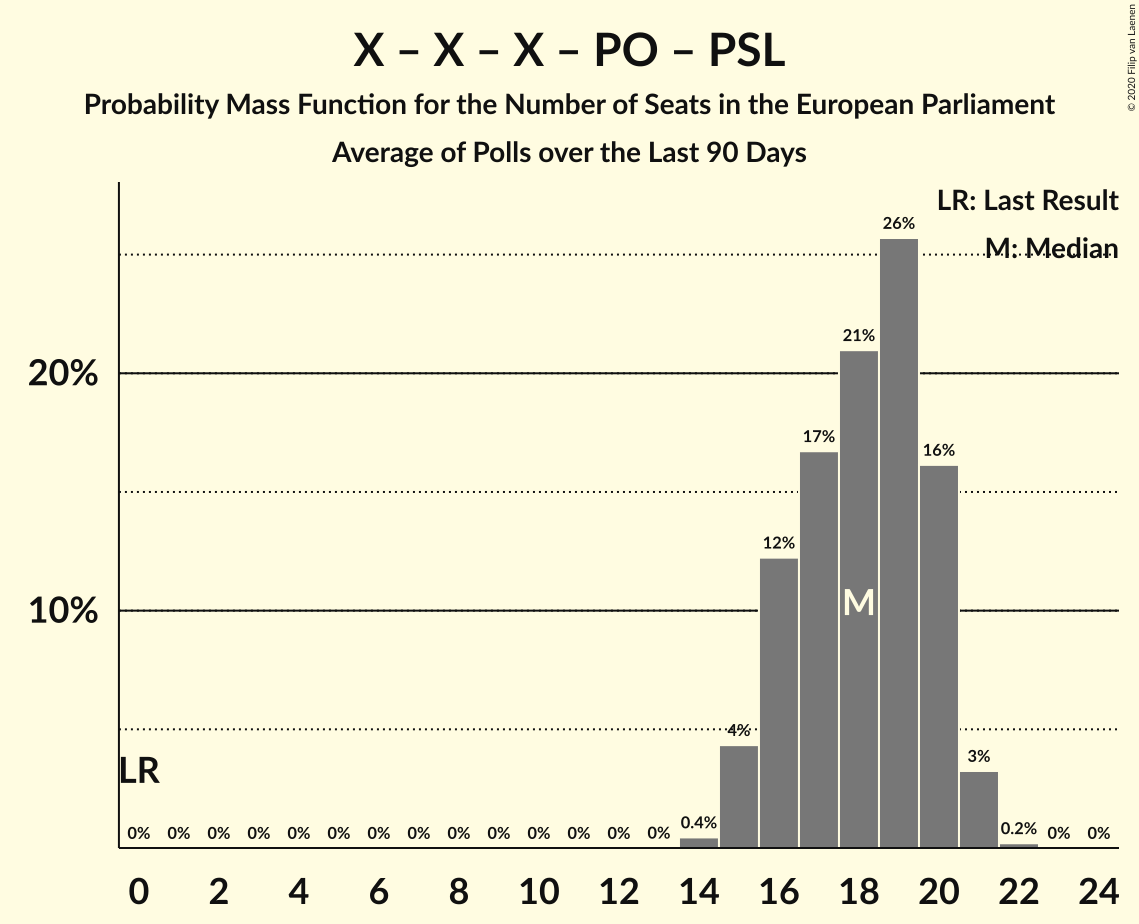 X – X – X – PO – PSL
Probability Mass Function for the Number of Seats in the European Parliament
Average of Polls over the Last 90 Days
© 2020 Filip van Laenen
LR: Last Result
M: Median
26%
21%
20%
17%
16%
12%
10%
M
4%
LR
3%
0% 0% 0% 0% 0% 0% 0% 0% 0% 0% 0% 0% 0% 0% 0.4% 0.2% 0% 0%
0 2 4 6 8 10 12 14 16 18 20 22 24